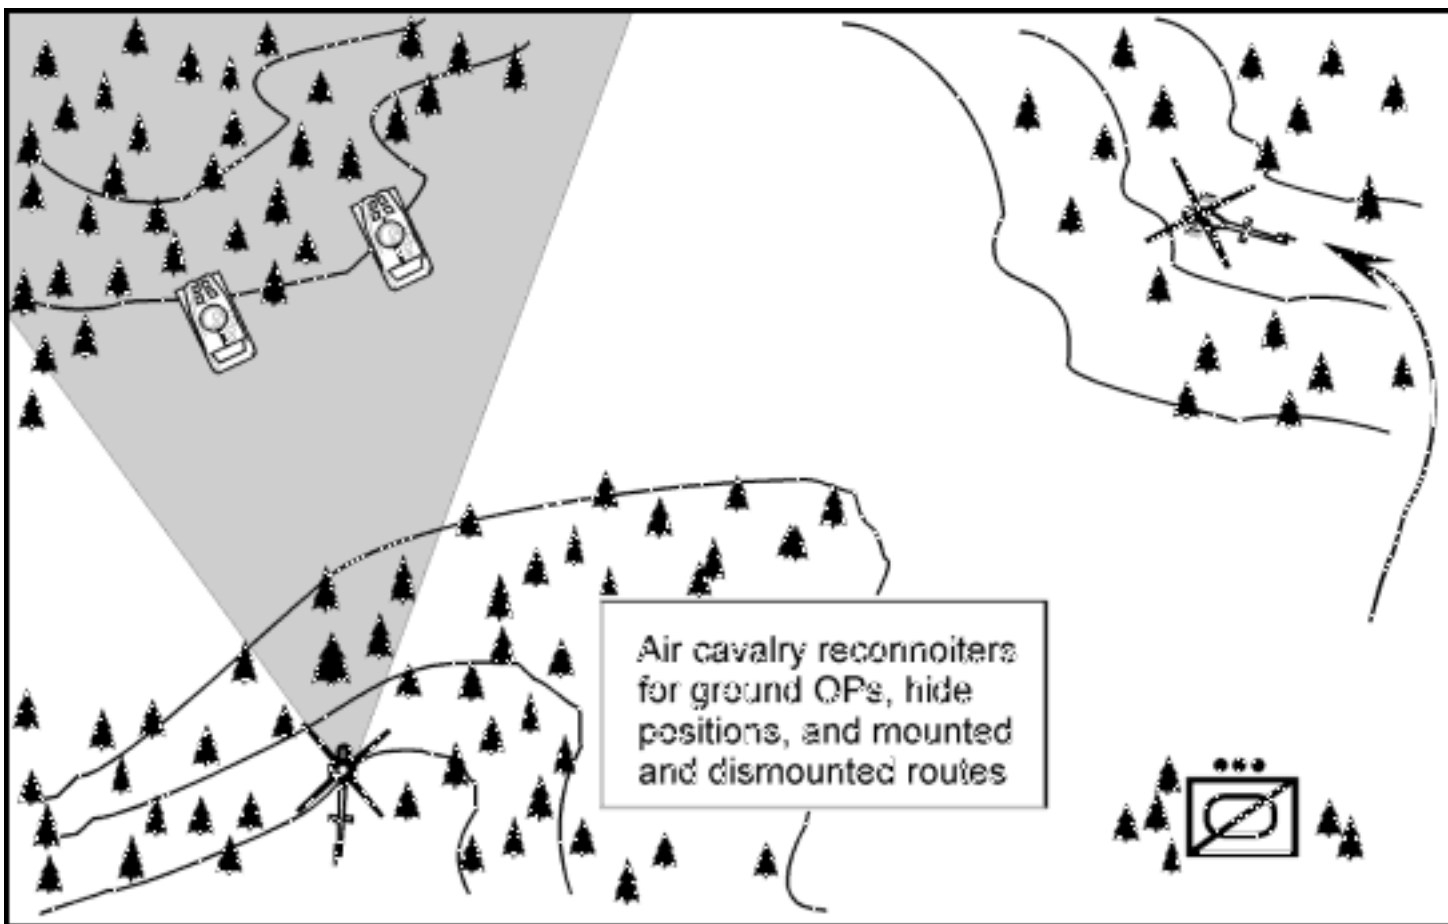 Air cavalry reconnoiters
for ground OPs, hide
positions, and mounted
and dismounted routes